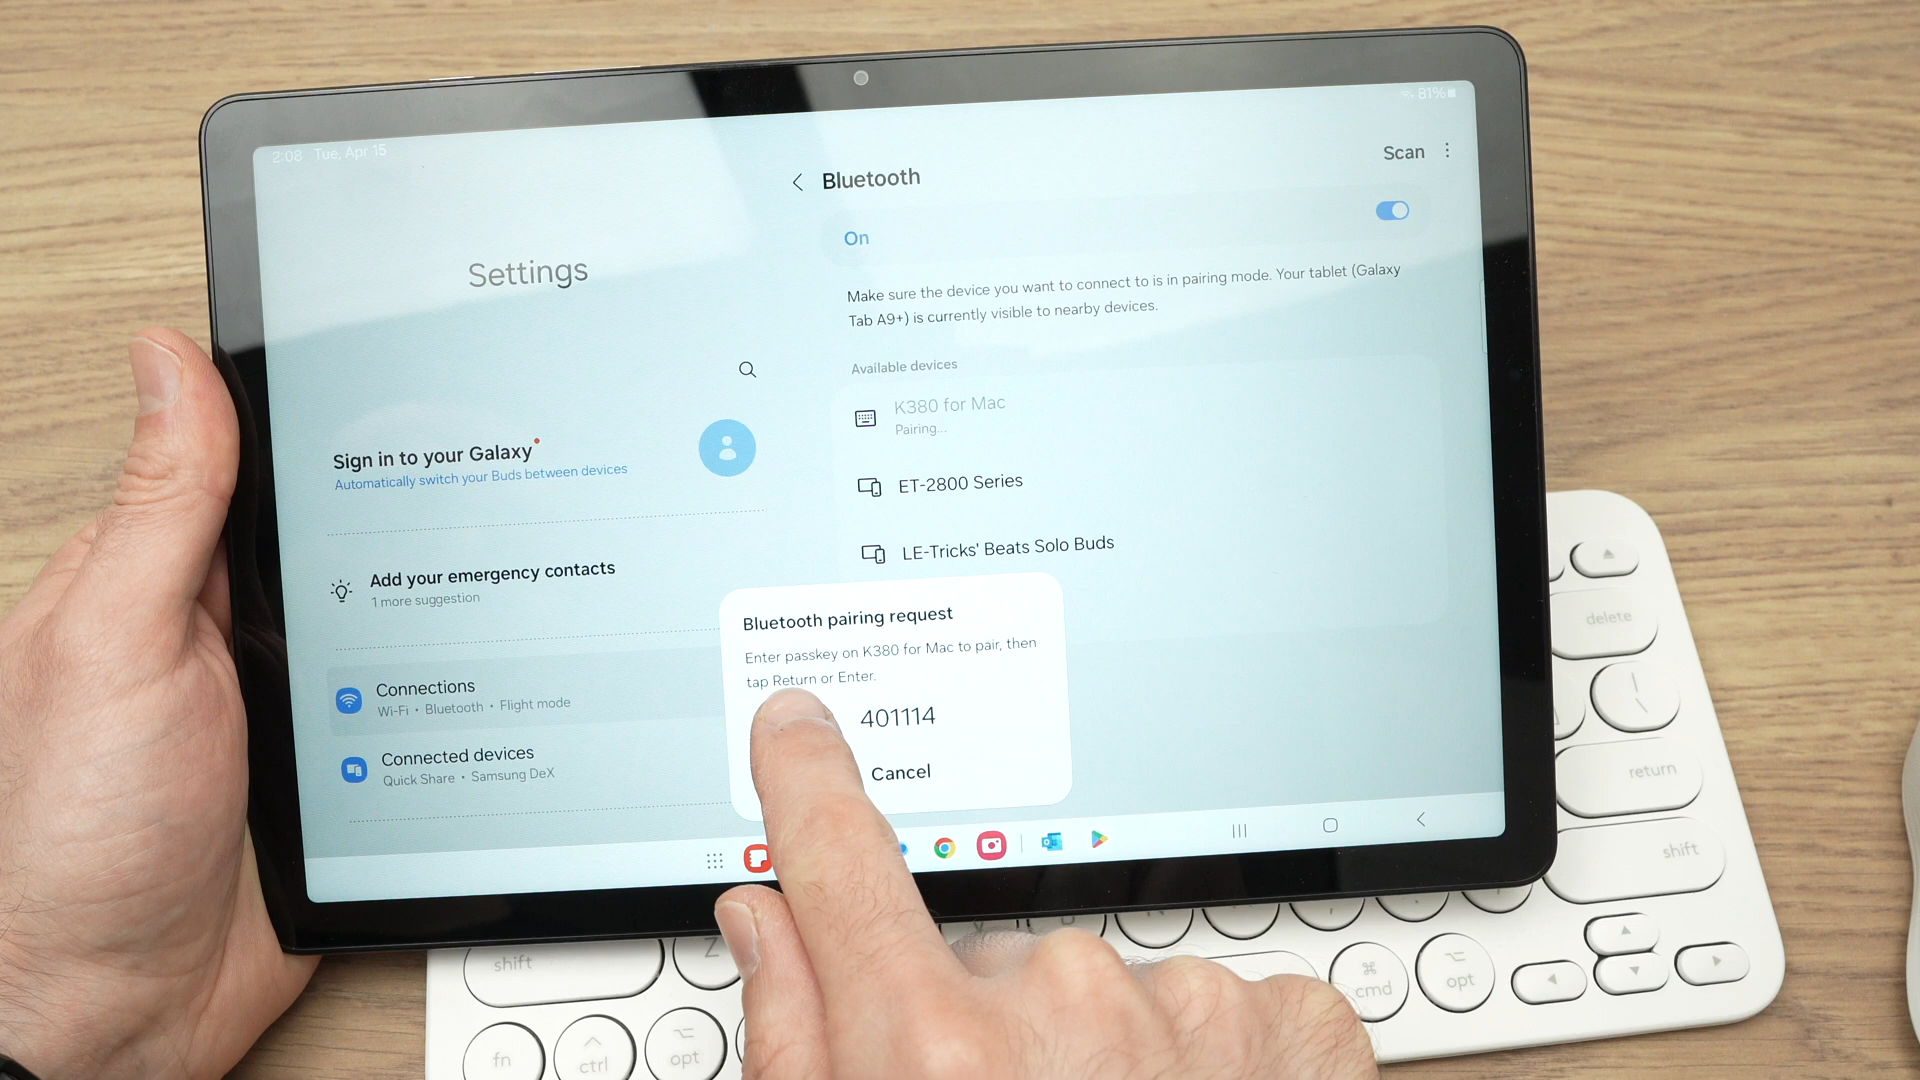 2:08 Tue, Apr 15
81%
Settings
Sign in to your Galaxy
Automatically switch your Buds between devices
Add your emergency contacts
1 more suggestion
Connections
Wi-Fi • Bluetooth • Flight mode
Connected devices
Quick Share • Samsung DeX
Bluetooth
Scan
On
Make sure the device you want to connect to is in pairing mode. Your tablet (Galaxy
Tab A9+) is currently visible to nearby devices.
Available devices
K380 for Mac
Pairing...
ET-2800 Series
LE-Tricks' Beats Solo Buds
Bluetooth pairing request
Enter passkey on K380 for Mac to pair, then
tap Return or Enter.
401114
Cancel
delete
return
shift
shift
Z
fn
ctrl
opt
cmd
opt